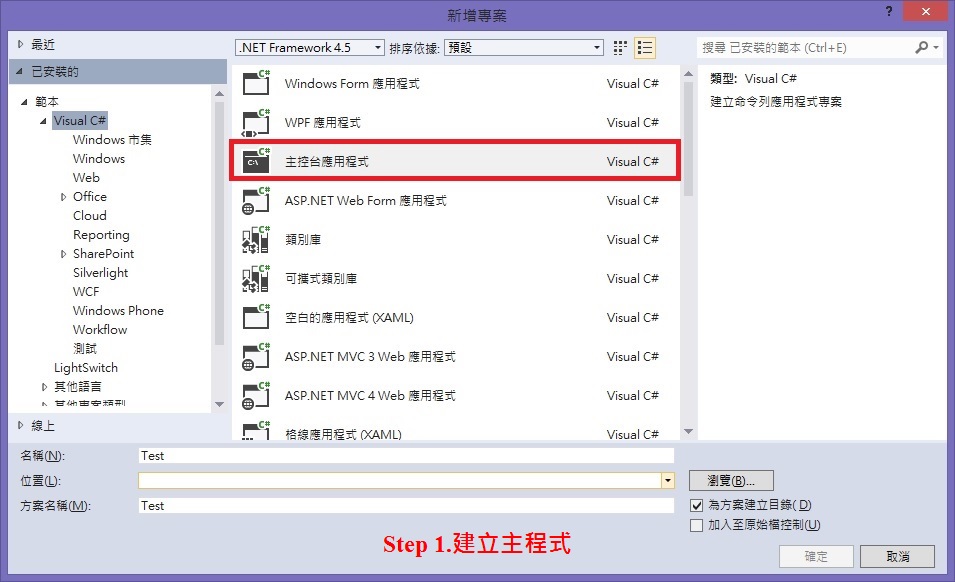 新增專案
?
最近
已安裝的
範本
Visual C#
Windows 市集
Windows
Web
Office
Cloud
Reporting
SharePoint
Silverlight
WCF
Windows Phone
Workflow
測試
LightSwitch
其他語言
其他專案類型
線上
.NET Framework 4.5 排序依據: 預設
C# Windows Form 應用程式 Visual C#
C# WPF 應用程式 Visual C#
C# C:\ 主控台應用程式 Visual C#
C# ASP.NET Web Form 應用程式 Visual C#
C# 類別庫 Visual C#
C# 可攜式類別庫 Visual C#
C# 空白的應用程式 (XAML) Visual C#
C# ASP.NET MVC 3 Web 應用程式 Visual C#
C# ASP.NET MVC 4 Web 應用程式 Visual C#
C# 格線應用程式 (XAML) Visual C#
搜尋 已安裝的範本 (Ctrl+E)
類型: Visual C#
建立命令列應用程式專案
名稱(N): Test
位置(L):
瀏覽(B)...
方案名稱(M): Test
為方案建立目錄(D)
加入至原始檔控制(U)
Step 1.建立主程式
確定 取消